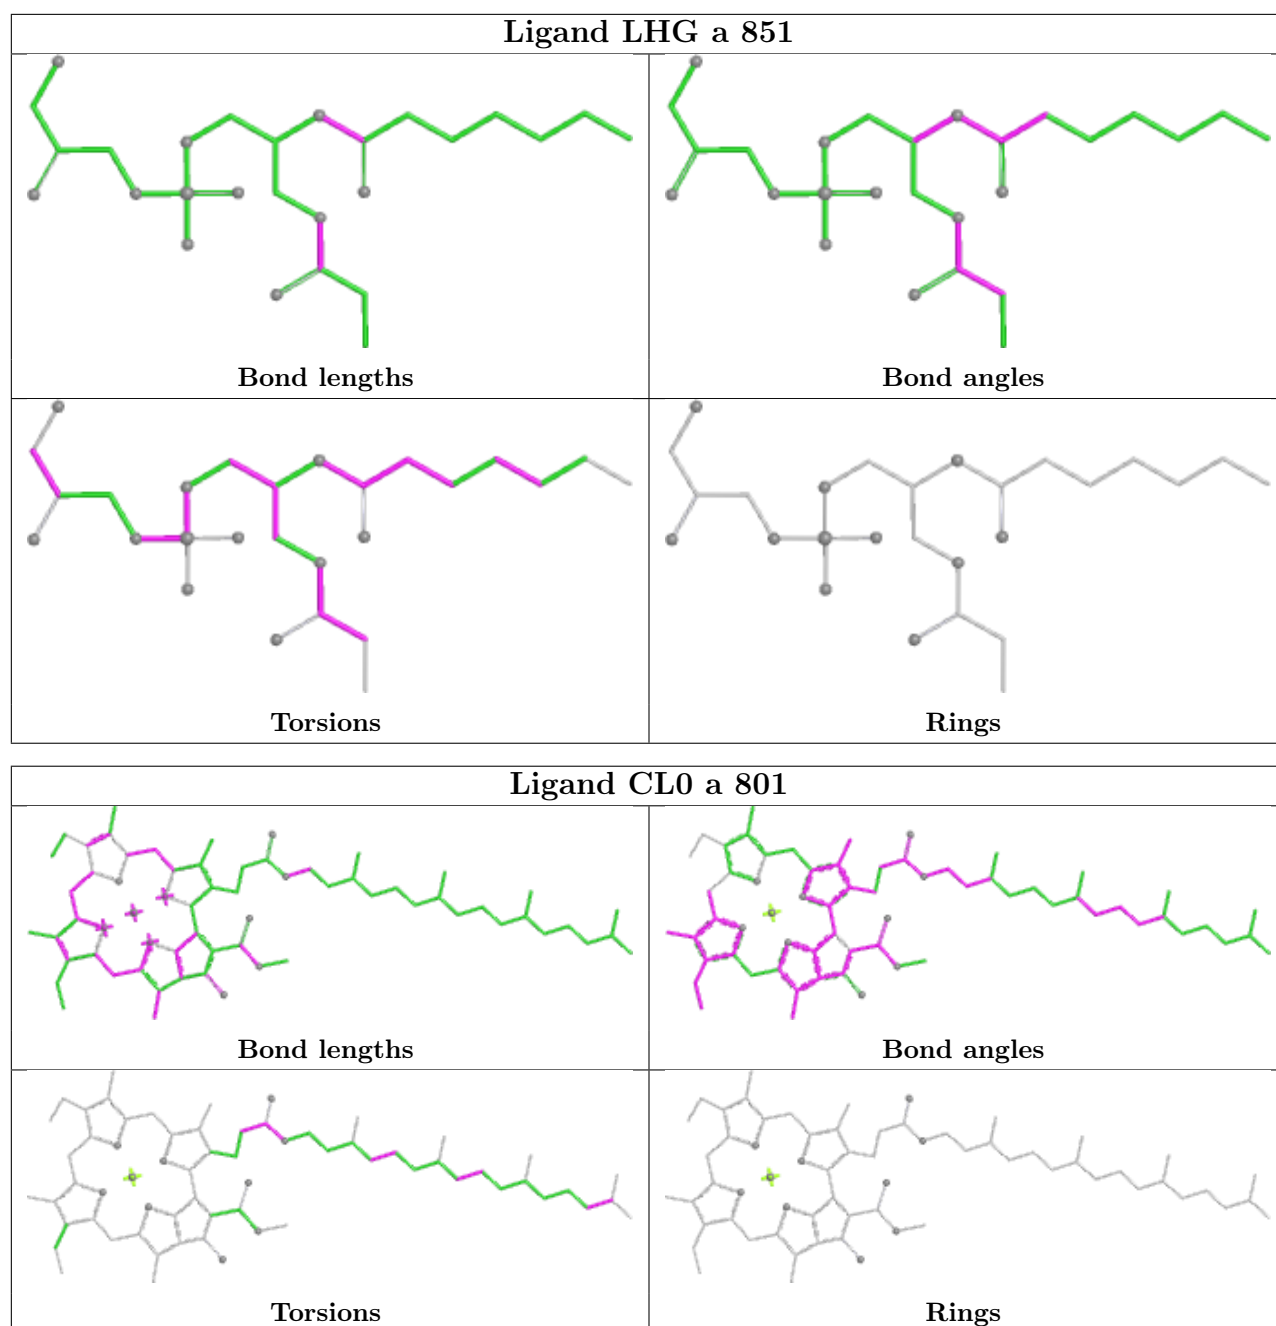 Ligand LHG a 851
Bond lengths
Bond angles
Torsions
Rings
Ligand CL0 a 801
Bond lengths
Bond angles
Torsions
Rings